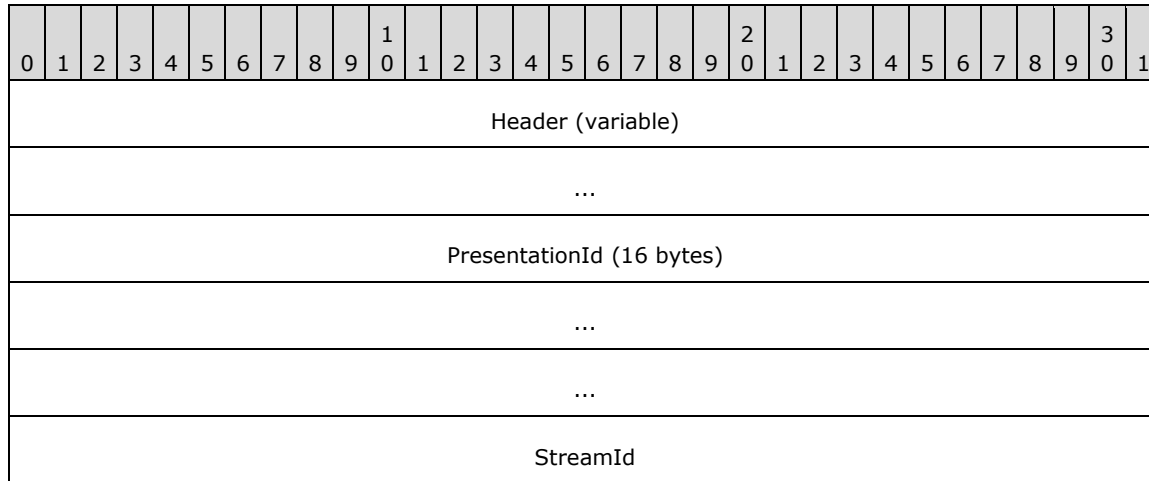 1 2 3
0 1 2 3 4 5 6 7 8 9 0 1 2 3 4 5 6 7 8 9 0 1 2 3 4 5 6 7 8 9 0 1
Header (variable)
...
PresentationId (16 bytes)
...
...
StreamId